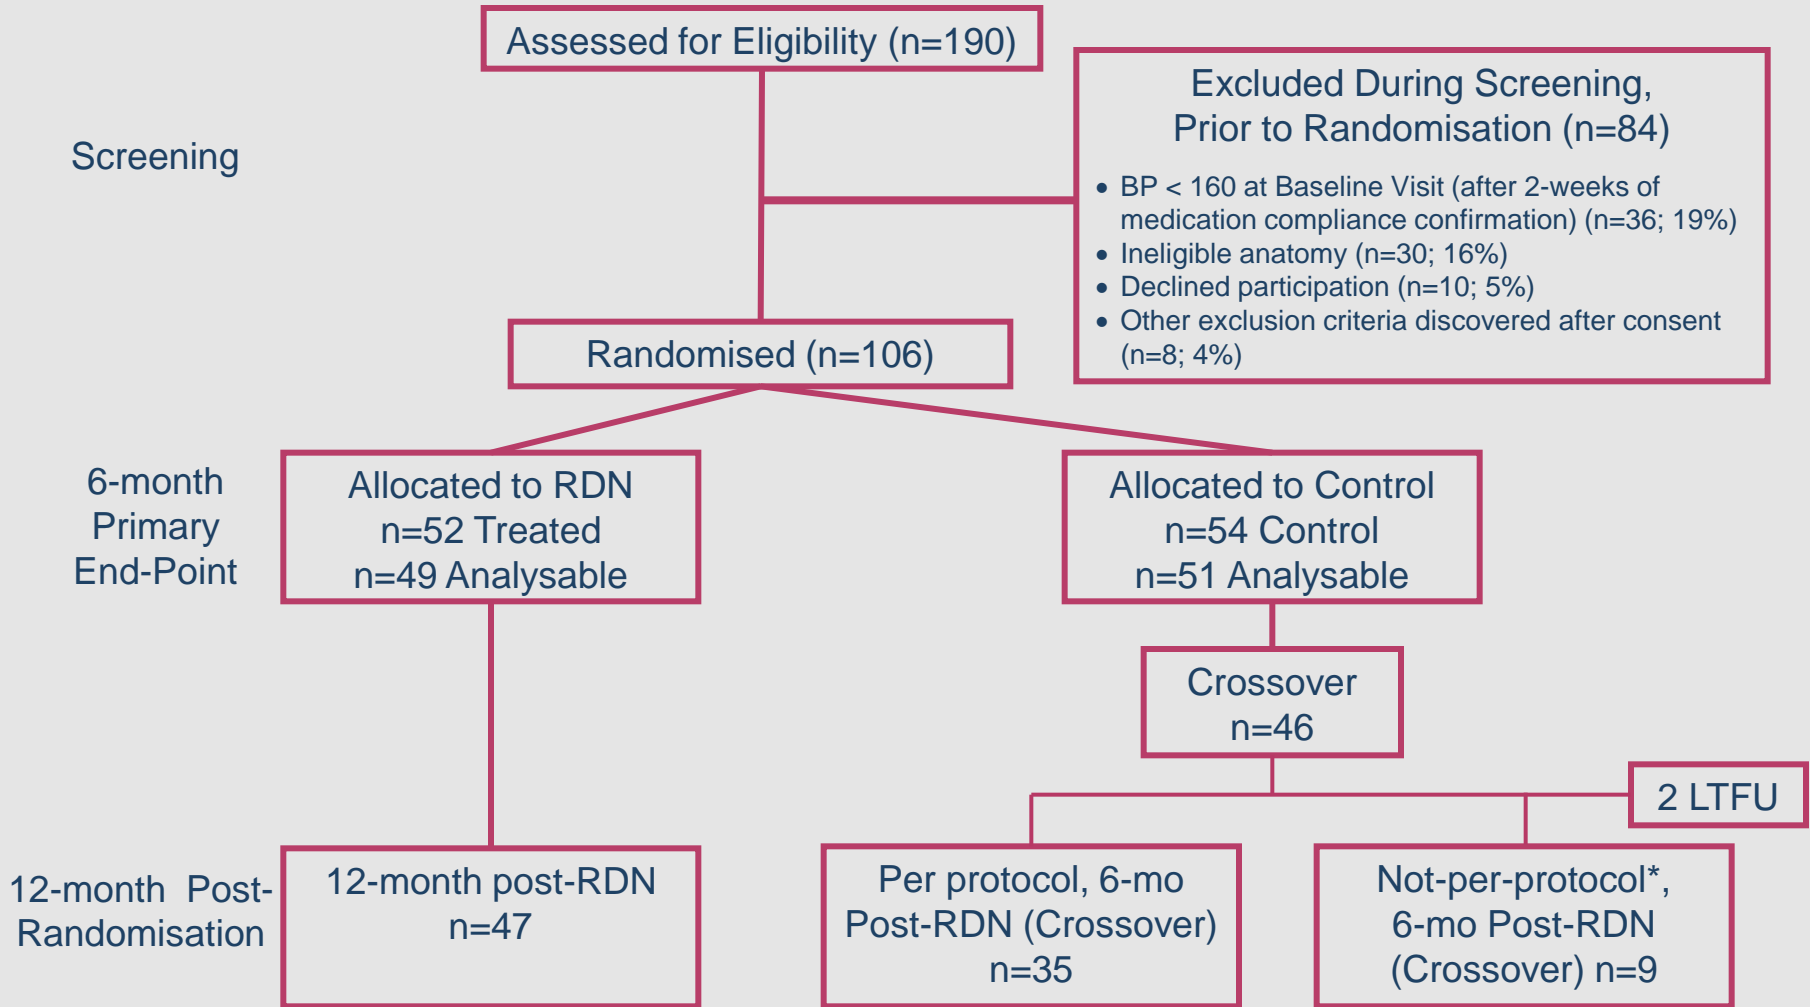 Assessed for Eligibility (n=190)
Excluded During Screening,
Prior to Randomisation (n=84)
• BP < 160 at Baseline Visit (after 2-weeks of
medication compliance confirmation) (n=36; 19%)
• Ineligible anatomy (n=30; 16%)
• Declined participation (n=10; 5%)
• Other exclusion criteria discovered after consent
(n=8; 4%)
Screening
Randomised (n=106)
6-month
Primary
End-Point
Allocated to RDN
n=52 Treated
n=49 Analysable
Allocated to Control
n=54 Control
n=51 Analysable
Crossover
n=46
2 LTFU
12-month Post-
Randomisation
12-month post-RDN
n=47
Per protocol, 6-mo
Post-RDN (Crossover)
n=35
Not-per-protocol*,
6-mo Post-RDN
(Crossover) n=9